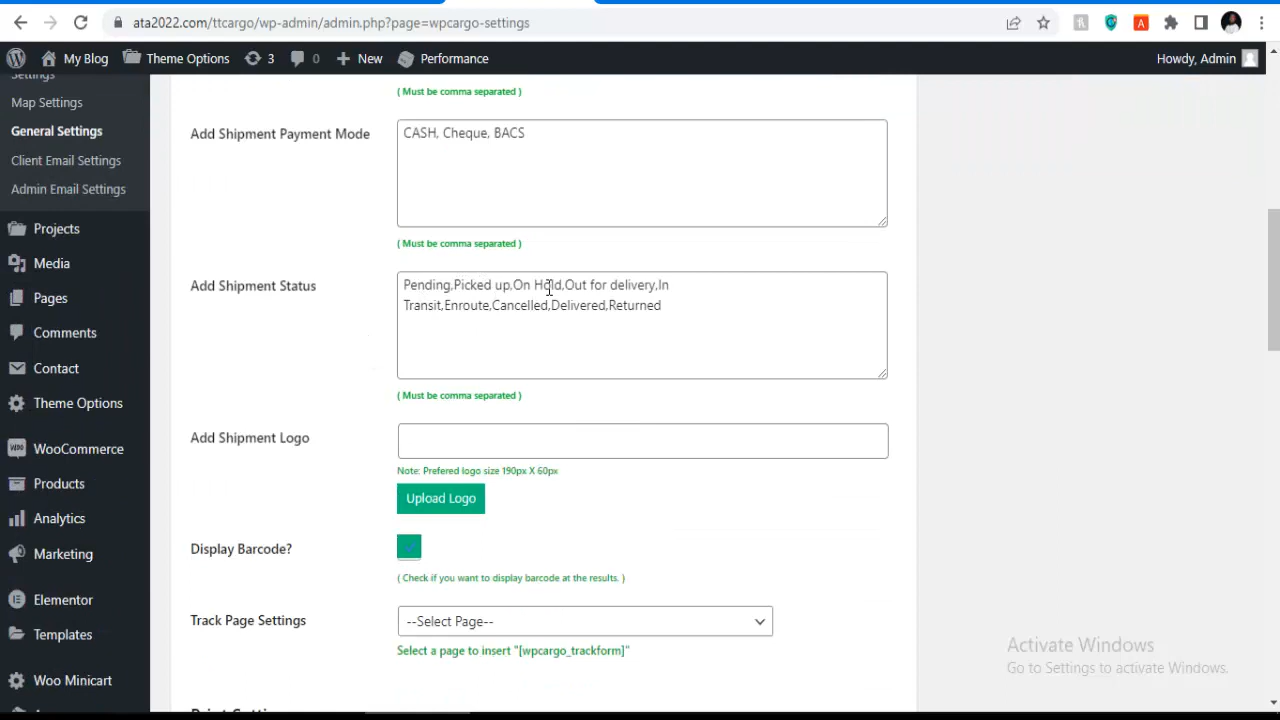 ata2022.com/ttcargo/wp-admin/admin.php?page=wpcargo-settings
My Blog
Theme Options
3
0
New
Performance
Howdy, Admin
Settings
Map Settings
General Settings
Client Email Settings
Admin Email Settings
Projects
Media
Pages
Comments
Contact
Theme Options
WooCommerce
Products
Analytics
Marketing
Elementor
Templates
Woo Minicart
( Must be comma separated )
Add Shipment Payment Mode
CASH, Cheque, BACS
( Must be comma separated )
Add Shipment Status
Pending,Picked up,On Hold,Out for delivery,In
Transit,Enroute,Cancelled,Delivered,Returned
( Must be comma separated )
Add Shipment Logo
Note: Prefered logo size 190px X 60px
Upload Logo
Display Barcode?
( Check if you want to display barcode at the results. )
Track Page Settings
--Select Page--
Select a page to insert "[wpcargo_trackform]"
Activate Windows
Go to Settings to activate Windows.